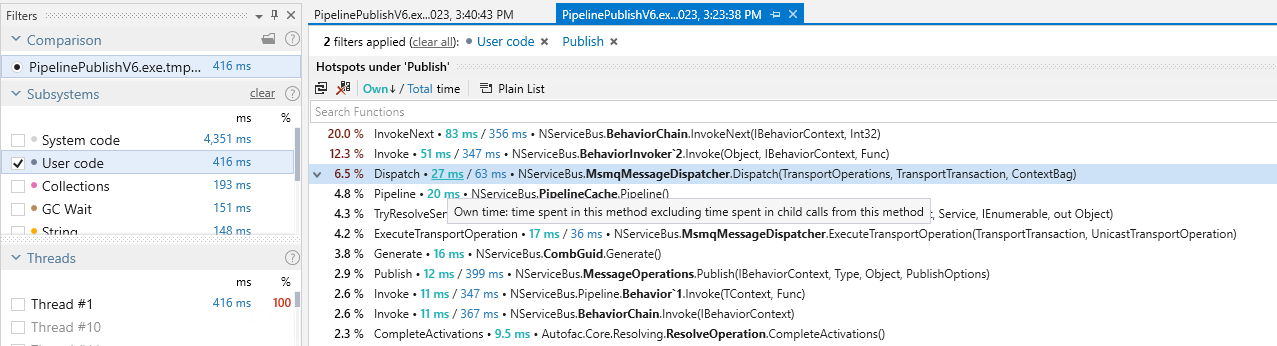 Filters
Comparison
PipelinePublishV6.exe.tmp... 416 ms
Subsystems clear
ms %
System code 4,351 ms
User code 416 ms
Collections 193 ms
GC Wait 151 ms
String 148 ms
Threads
ms %
Thread #1 416 ms 100
Thread #10
PipelinePublishV6.ex...023, 3:40:43 PM PipelinePublishV6.ex...023, 3:23:38 PM
2 filters applied (clear all): • User code × Publish ×
Hotspots under 'Publish'
Own↓ / Total time Plain List
Search Functions
20.0 % InvokeNext • 83 ms / 356 ms • NServiceBus.BehaviorChain.InvokeNext(IBehaviorContext, Int32)
12.3 % Invoke • 51 ms / 347 ms • NServiceBus.BehaviorInvoker`2.Invoke(Object, IBehaviorContext, Func)
6.5 % Dispatch • 27 ms / 63 ms • NServiceBus.MsmqMessageDispatcher.Dispatch(TransportOperations, TransportTransaction, ContextBag)
4.8 % Pipeline • 20 ms • NServiceBus.PipelineCache.Pipeline()
Own time: time spent in this method excluding time spent in child calls from this method
4.3 % TryResolveSer , Service, IEnumerable, out Object)
4.2 % ExecuteTransportOperation • 17 ms / 36 ms • NServiceBus.MsmqMessageDispatcher.ExecuteTransportOperation(TransportTransaction, UnicastTransportOperation)
3.8 % Generate • 16 ms • NServiceBus.CombGuid.Generate()
2.9 % Publish • 12 ms / 399 ms • NServiceBus.MessageOperations.Publish(IBehaviorContext, Type, Object, PublishOptions)
2.6 % Invoke • 11 ms / 347 ms • NServiceBus.Pipeline.Behavior`1.Invoke(TContext, Func)
2.6 % Invoke • 11 ms / 367 ms • NServiceBus.BehaviorChain.Invoke(IBehaviorContext)
2.3 % CompleteActivations • 9.5 ms • Autofac.Core.Resolving.ResolveOperation.CompleteActivations()